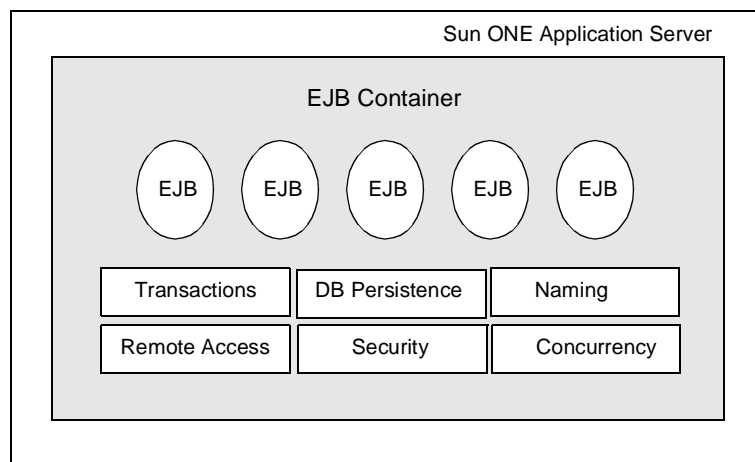 Sun ONE Application Server
EJB Container
EJB EJB EJB EJB EJB
Transactions DB Persistence Naming
Remote Access Security Concurrency